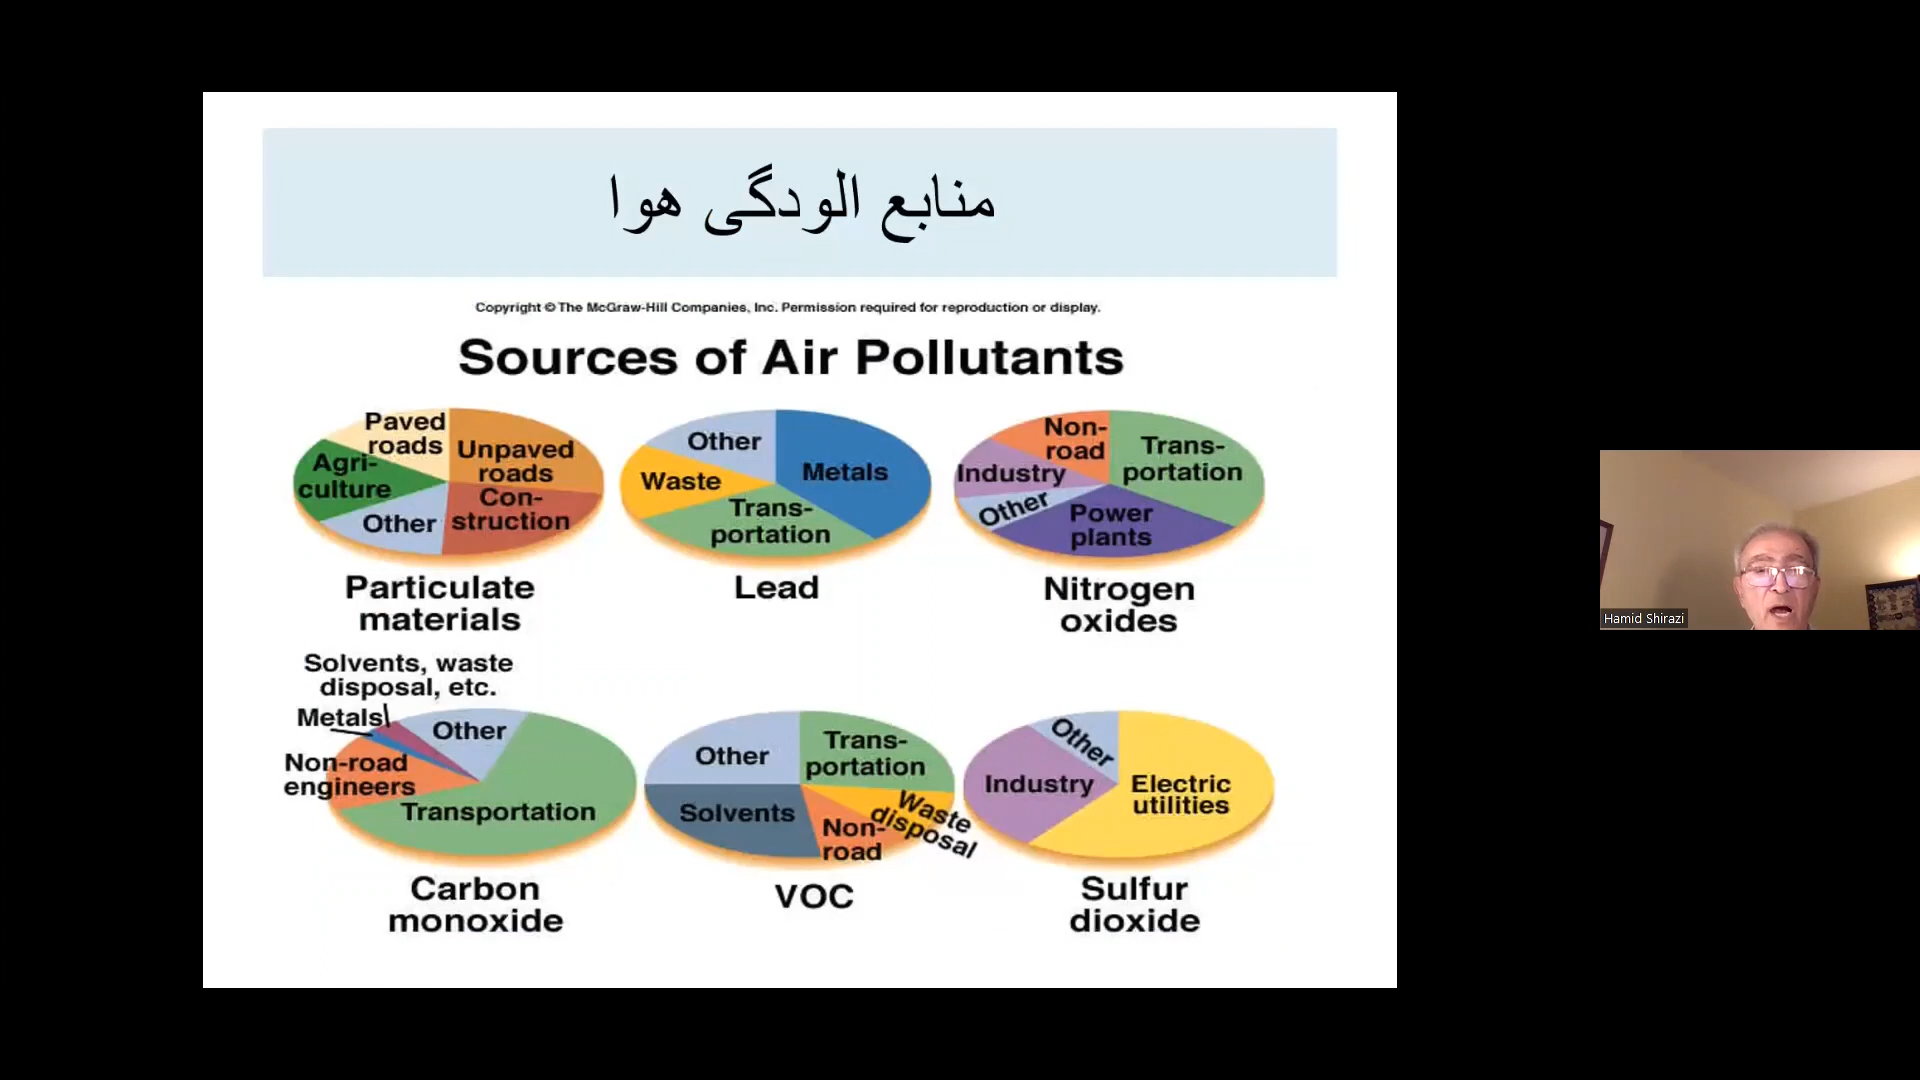 منابع الودگی هوا
Copyright © The McGraw-Hill Companies, Inc. Permission required for reproduction or display.
Sources of Air Pollutants
Paved
roads
Unpaved
roads
Agri-
culture
Con-
struction
Other
Particulate
materials
Other
Metals
Waste
Trans-
portation
Lead
Non-
road
Trans-
portation
Industry
Other
Power
plants
Nitrogen
oxides
Solvents, waste
disposal, etc.
Metals
Other
Non-road
engineers
Transportation
Carbon
monoxide
Other
Trans-
portation
Solvents
Waste
disposal
Non-
road
VOC
Other
Industry
Electric
utilities
Sulfur
dioxide
Hamid Shirazi